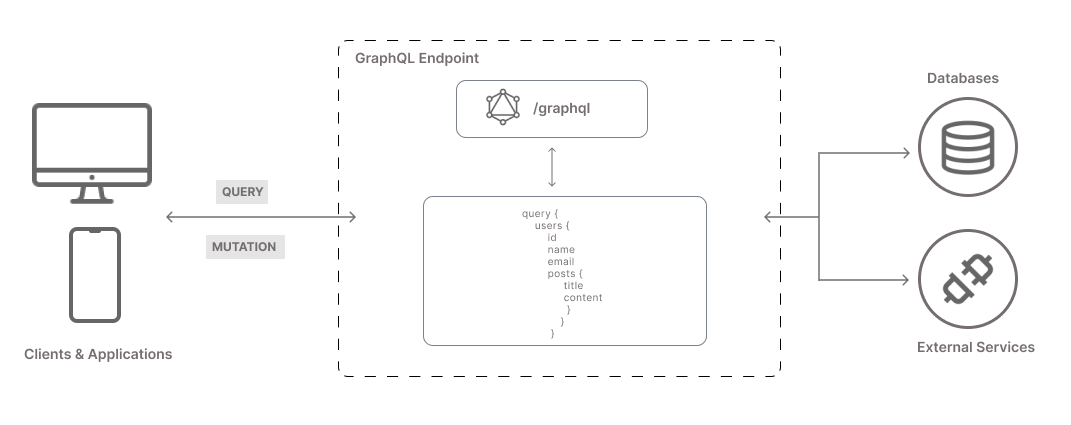 GraphQL Endpoint
/graphql
Databases
QUERY
MUTATION
query {
users {
id
name
email
posts {
title
content
}
}
}
Clients & Applications
External Services